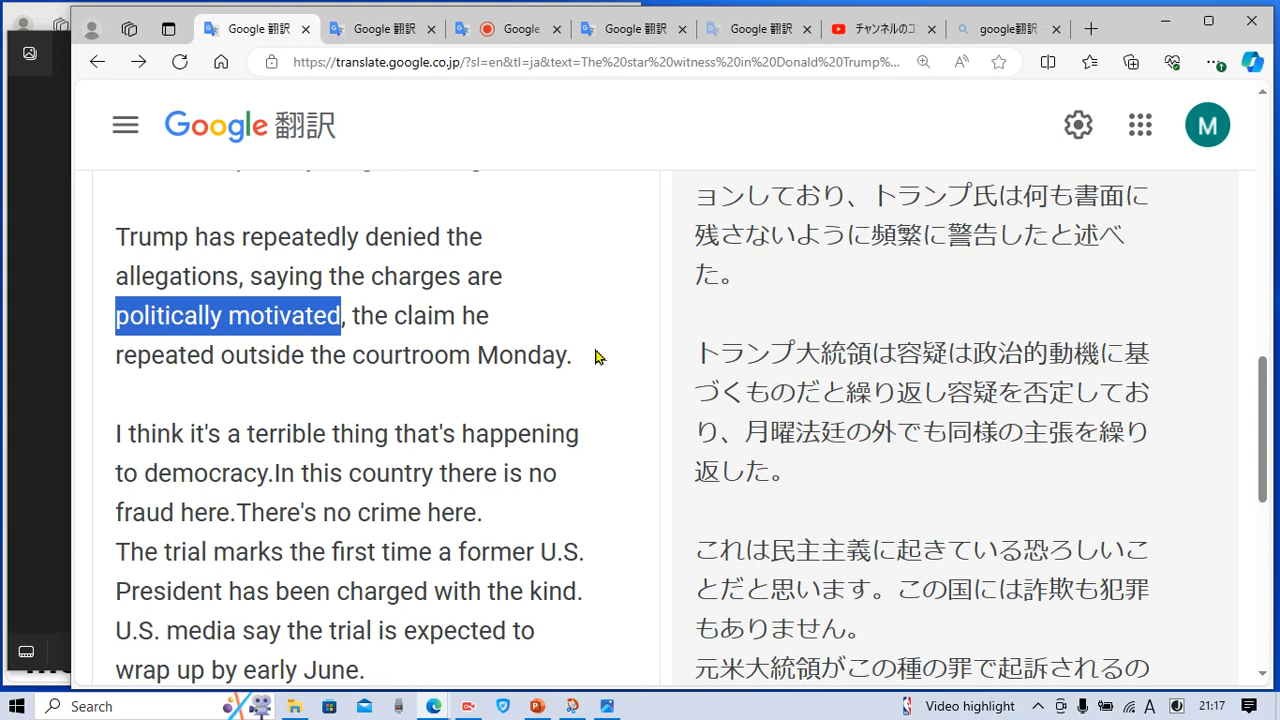 Google 翻訳
Google 翻訳
Google
Google 翻訳
Google 翻訳
チャンネルのコ
google翻訳
https://translate.google.co.jp/?sl=en&tl=ja&text=The%20star%20witness%20in%20Donald%20Trump%...
Google 翻訳
M
Trump has repeatedly denied the
allegations, saying the charges are
politically motivated, the claim he
repeated outside the courtroom Monday.
I think it's a terrible thing that's happening
to democracy.In this country there is no
fraud here.There's no crime here.
The trial marks the first time a former U.S.
President has been charged with the kind.
U.S. media say the trial is expected to
wrap up by early June.
ョンしており、トランプ氏は何も書面に
残さないように頻繁に警告したと述べ
た。
トランプ大統領は容疑は政治的動機に基
づくものだと繰り返し容疑を否定してお
り、月曜法廷の外でも同様の主張を繰り
返した。
これは民主主義に起きている恐ろしいこ
とだと思います。この国には詐欺も犯罪
もありません。
元米大統領がこの種の罪で起訴されるの
Search
Video highlight
A
21:17